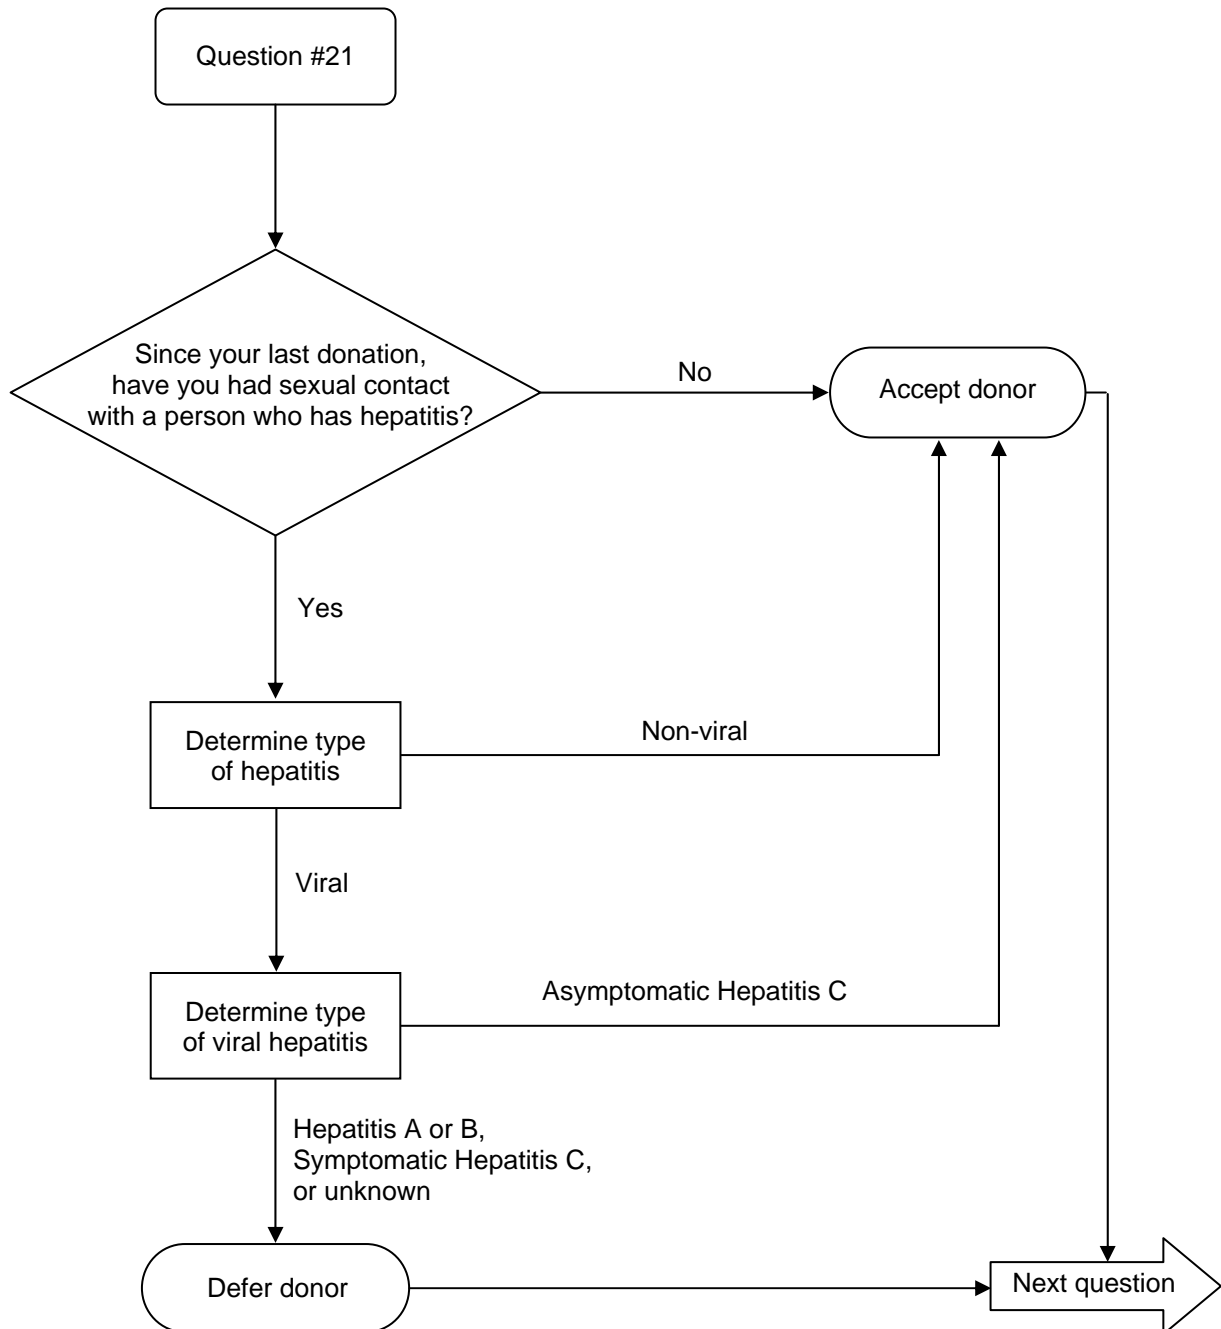 Question #21
Since your last donation,
have you had sexual contact
with a person who has hepatitis?
No
Accept donor
Yes
Determine type
of hepatitis
Non-viral
Viral
Determine type
of viral hepatitis
Asymptomatic Hepatitis C
Hepatitis A or B,
Symptomatic Hepatitis C,
or unknown
Defer donor
Next question